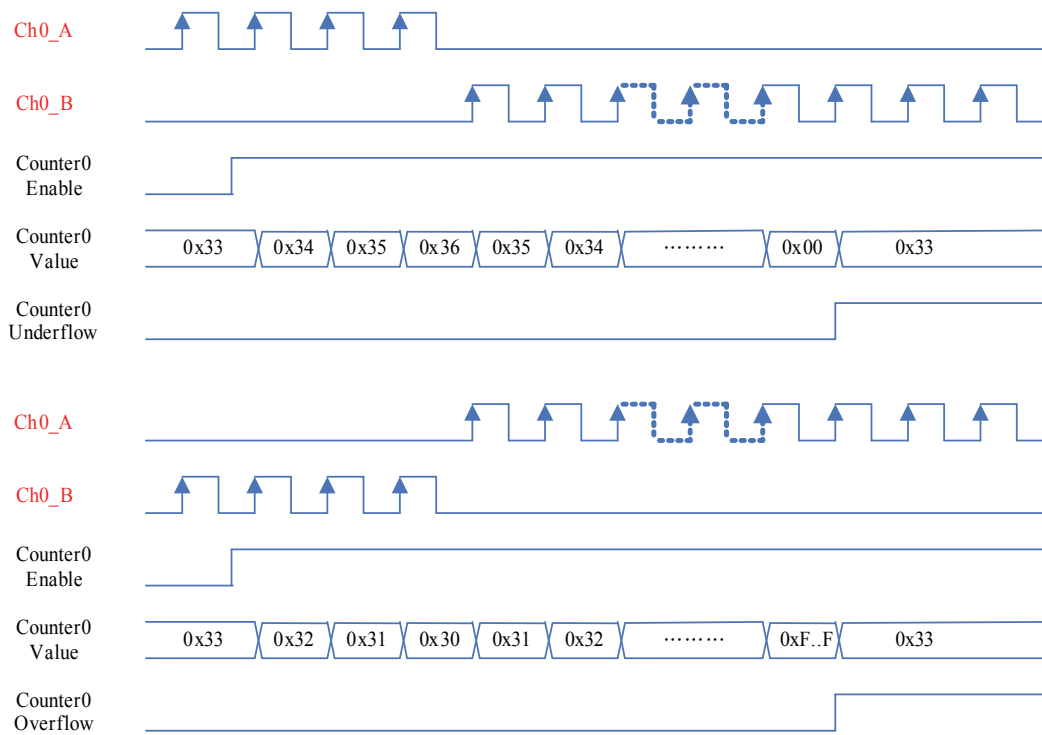 Ch0_A
Ch0_B
Counter0
Enable
Counter0
Value
0x33 0x34 0x35 0x36 0x35 0x34 ……… 0x00 0x33
Counter0
Underflow
Ch0_A
Ch0_B
Counter0
Enable
Counter0
Value
0x33 0x32 0x31 0x30 0x31 0x32 ……… 0xF..F 0x33
Counter0
Overflow